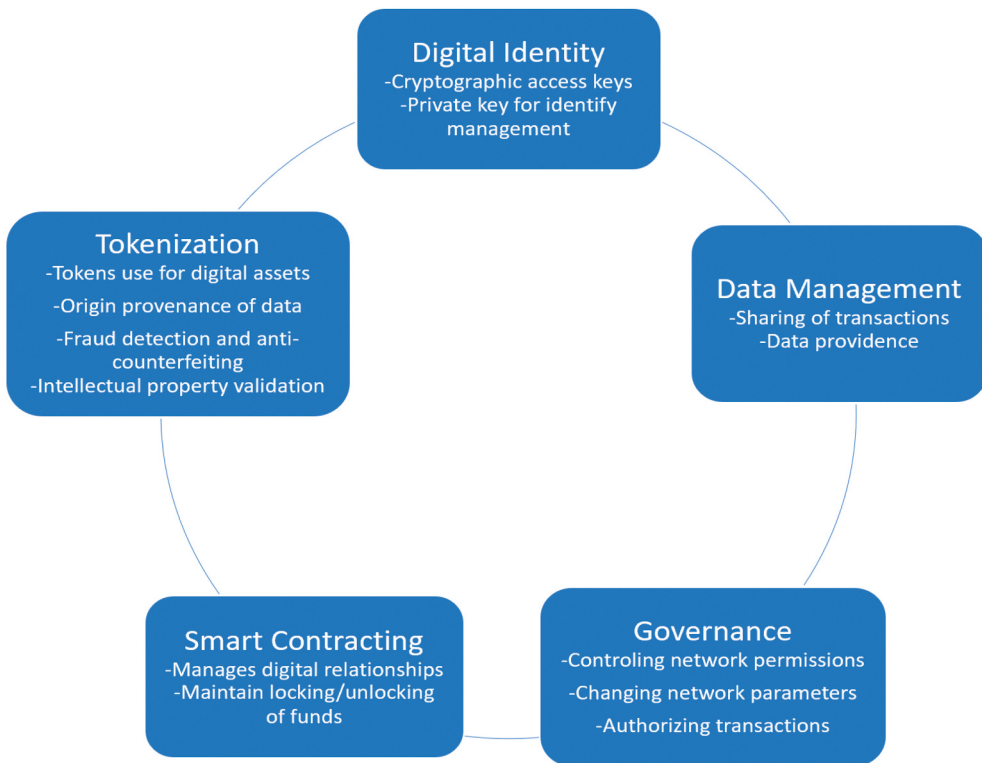 Digital Identity
-Cryptographic access keys
-Private key for identify
management
Tokenization
-Tokens use for digital assets
-Origin provenance of data
-Fraud detection and anti-
counterfeiting
-Intellectual property validation
Data Management
-Sharing of transactions
-Data providence
Smart Contracting
-Manages digital relationships
-Maintain locking/unlocking
of funds
Governance
-Controling network permissions
-Changing network parameters
-Authorizing transactions